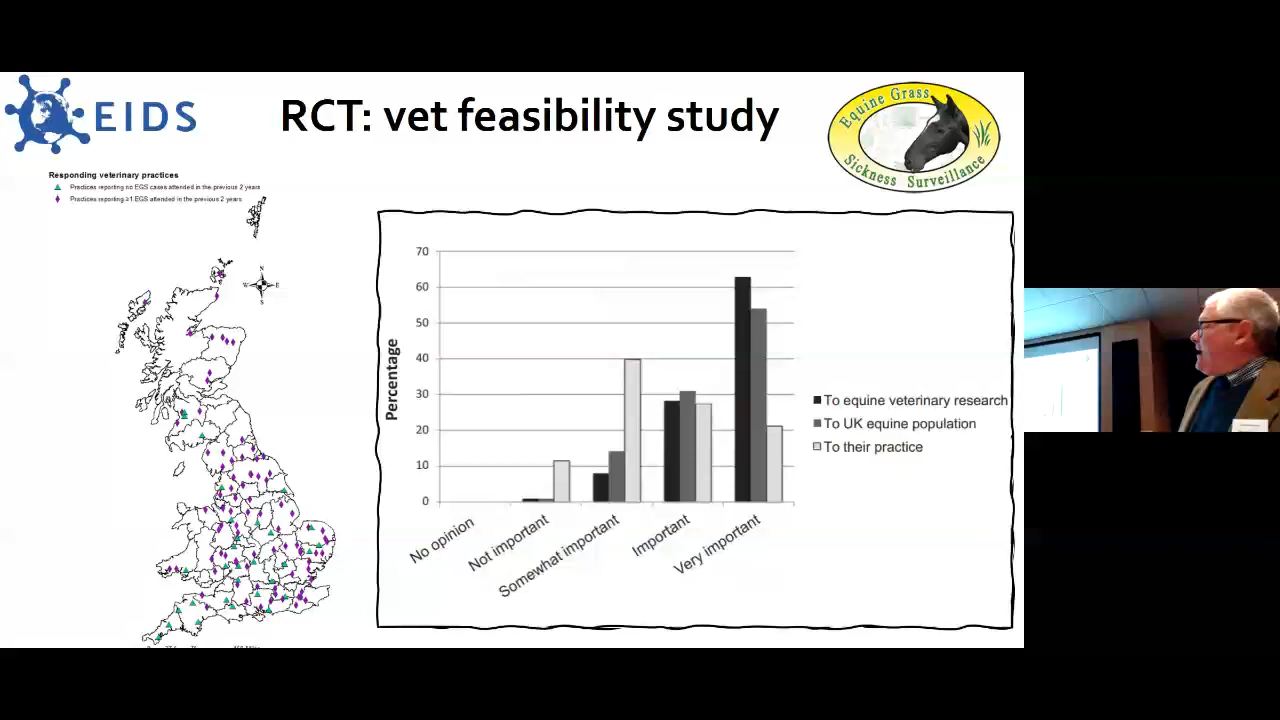 EIDS
RCT: vet feasibility study
Equine Grass
Sickness Surveillance
Responding veterinary practices
Practices reporting no EGS cases attended in the previous 2 years
Practices reporting ≥1 EGS attended in the previous 2 years
N
W E
S
70
60
50
40
30
20
10
0
Percentage
No opinion
Not important
Somewhat important
Important
Very important
To equine veterinary research
To UK equine population
To their practice